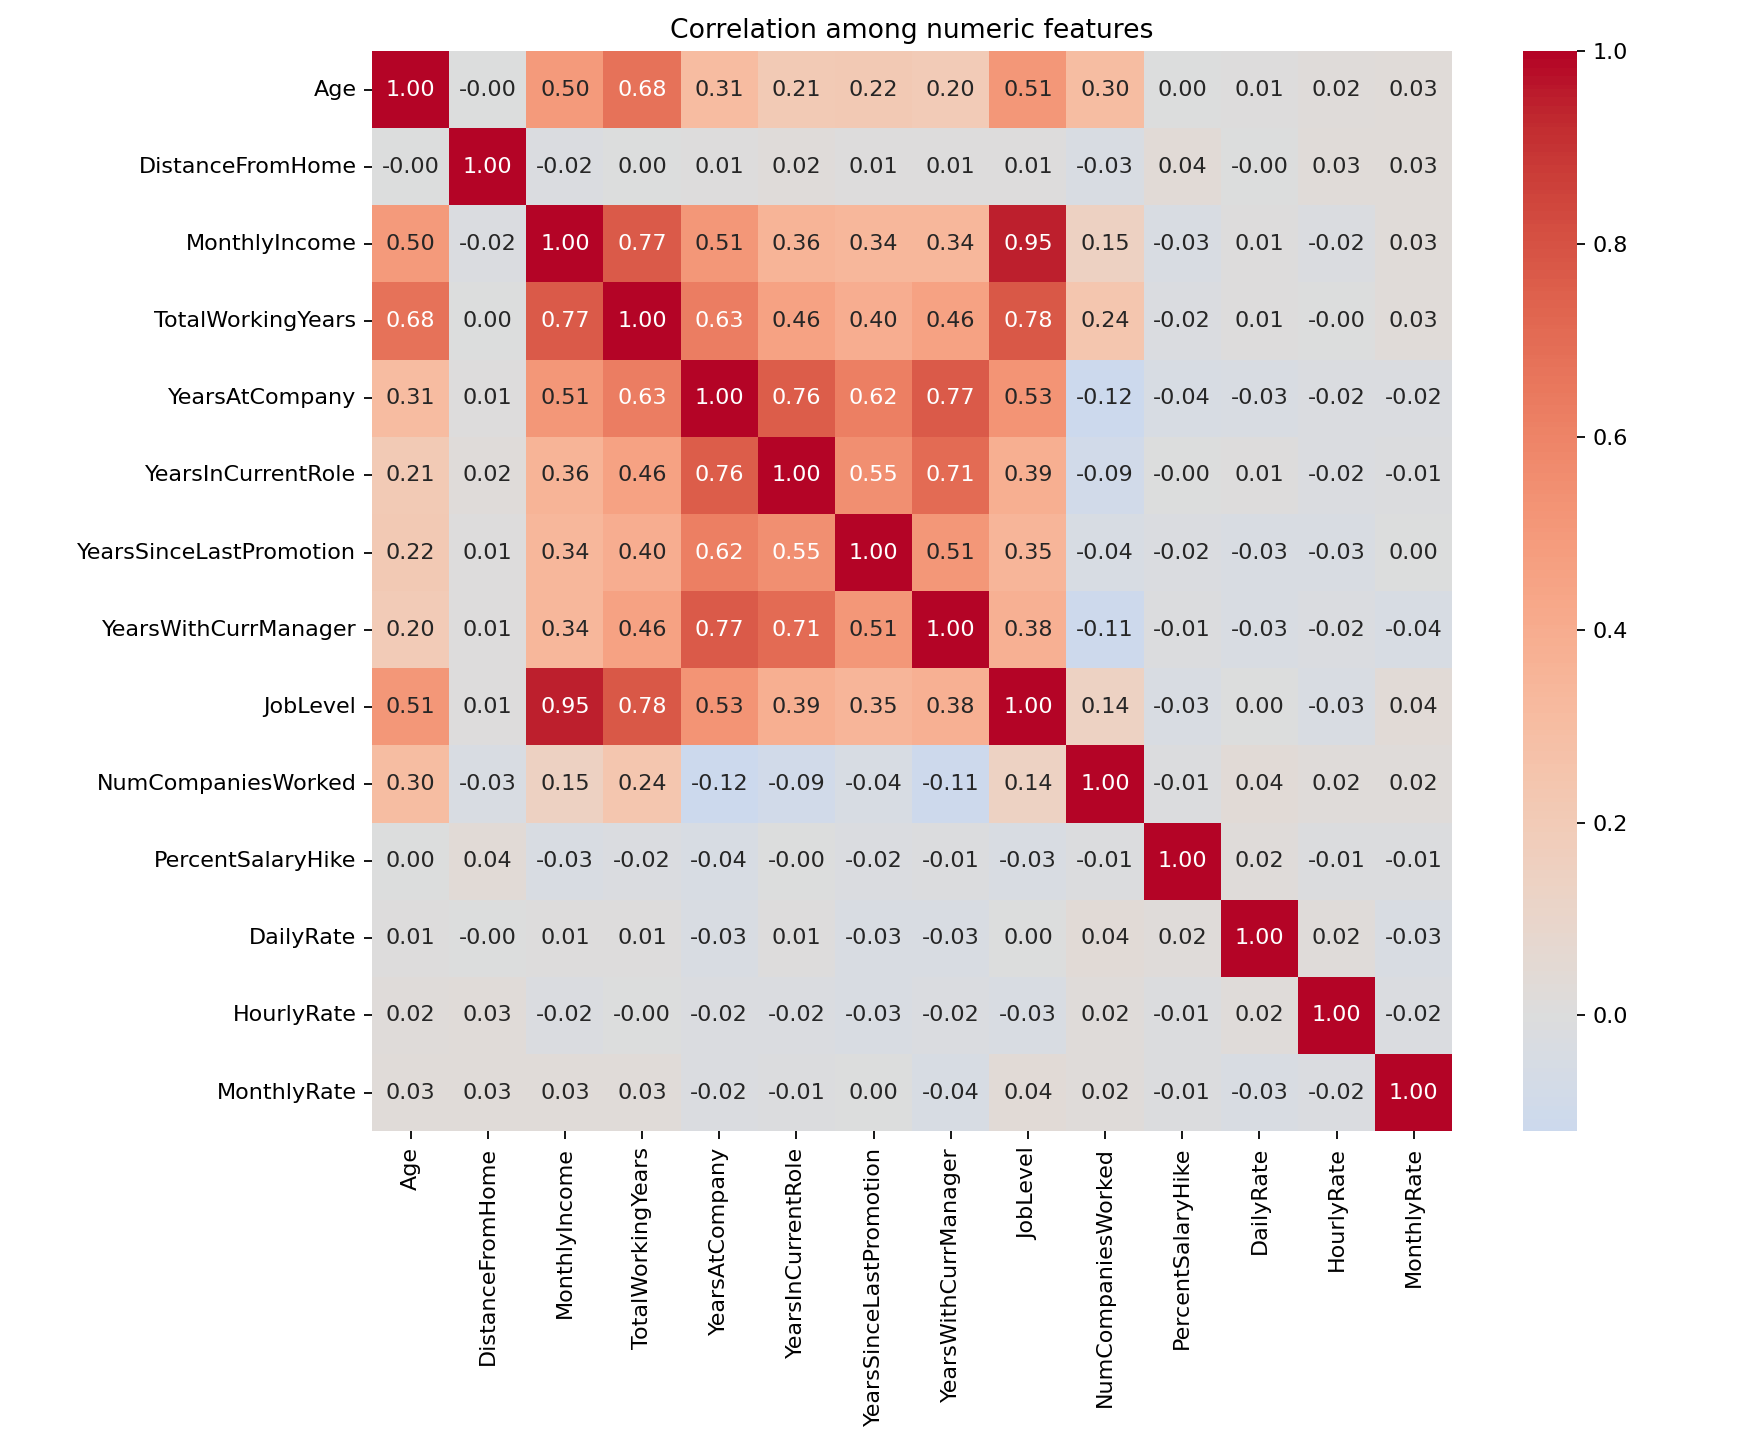 Correlation among numeric features
Age 1.00 -0.00 0.50 0.68 0.31 0.21 0.22 0.20 0.51 0.30 0.00 0.01 0.02 0.03
DistanceFromHome -0.00 1.00 -0.02 0.00 0.01 0.02 0.01 0.01 0.01 -0.03 0.04 -0.00 0.03 0.03
MonthlyIncome 0.50 -0.02 1.00 0.77 0.51 0.36 0.34 0.34 0.95 0.15 -0.03 0.01 -0.02 0.03
TotalWorkingYears 0.68 0.00 0.77 1.00 0.63 0.46 0.40 0.46 0.78 0.24 -0.02 0.01 -0.00 0.03
YearsAtCompany 0.31 0.01 0.51 0.63 1.00 0.76 0.62 0.77 0.53 -0.12 -0.04 -0.03 -0.02 -0.02
YearsInCurrentRole 0.21 0.02 0.36 0.46 0.76 1.00 0.55 0.71 0.39 -0.09 -0.00 0.01 -0.02 -0.01
YearsSinceLastPromotion 0.22 0.01 0.34 0.40 0.62 0.55 1.00 0.51 0.35 -0.04 -0.02 -0.03 -0.03 0.00
YearsWithCurrManager 0.20 0.01 0.34 0.46 0.77 0.71 0.51 1.00 0.38 -0.11 -0.01 -0.03 -0.02 -0.04
JobLevel 0.51 0.01 0.95 0.78 0.53 0.39 0.35 0.38 1.00 0.14 -0.03 0.00 -0.03 0.04
NumCompaniesWorked 0.30 -0.03 0.15 0.24 -0.12 -0.09 -0.04 -0.11 0.14 1.00 -0.01 0.04 0.02 0.02
PercentSalaryHike 0.00 0.04 -0.03 -0.02 -0.04 -0.00 -0.02 -0.01 -0.03 -0.01 1.00 0.02 -0.01 -0.01
DailyRate 0.01 -0.00 0.01 0.01 -0.03 0.01 -0.03 -0.03 0.00 0.04 0.02 1.00 0.02 -0.03
HourlyRate 0.02 0.03 -0.02 -0.00 -0.02 -0.02 -0.03 -0.02 -0.03 0.02 -0.01 0.02 1.00 -0.02
MonthlyRate 0.03 0.03 0.03 0.03 -0.02 -0.01 0.00 -0.04 0.04 0.02 -0.01 -0.03 -0.02 1.00
Age
DistanceFromHome
MonthlyIncome
TotalWorkingYears
YearsAtCompany
YearsInCurrentRole
YearsSinceLastPromotion
YearsWithCurrManager
JobLevel
NumCompaniesWorked
PercentSalaryHike
DailyRate
HourlyRate
MonthlyRate
1.0
0.8
0.6
0.4
0.2
0.0